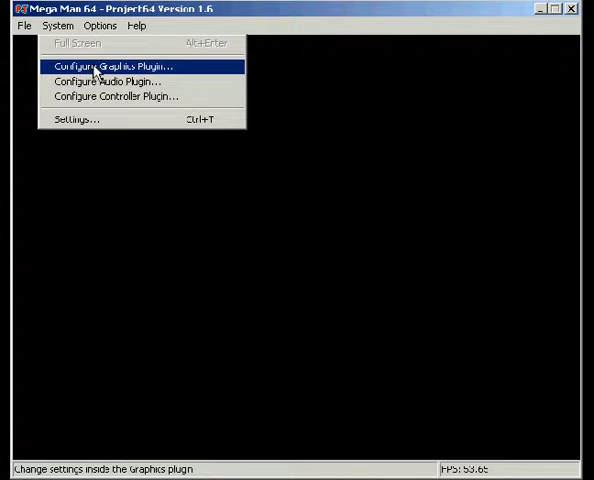 Mega Man 64 - Project64 Version 1.6
File System Options Help
Full Screen Alt+Enter
Configure Graphics Plugin...
Configure Audio Plugin...
Configure Controller Plugin...
Settings... Ctrl+T
Change settings inside the Graphics plugin FPS: 53.65